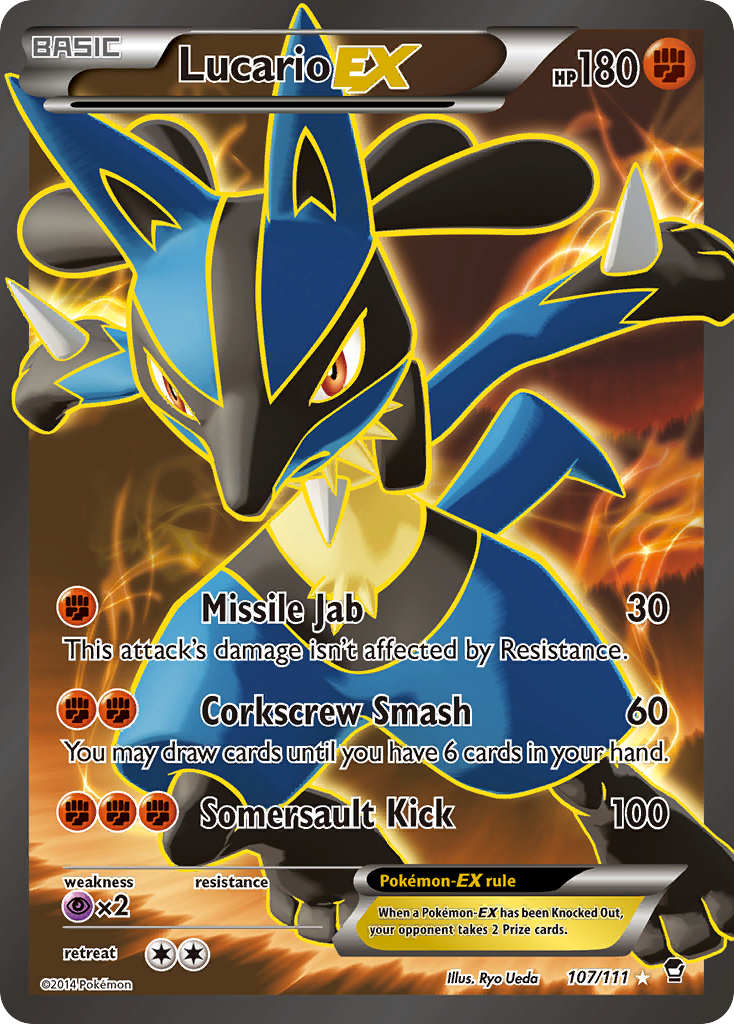 BASIC
Lucario EX
HP 180
Missile Jab 30
This attack's damage isn't affected by Resistance.
Corkscrew Smash 60
You may draw cards until you have 6 cards in your hand.
Somersault Kick 100
weakness resistance
×2
Pokémon-EX rule
When a Pokémon-EX has been Knocked Out,
your opponent takes 2 Prize cards.
retreat
©2014 Pokémon
Illus. Ryo Ueda 107/111